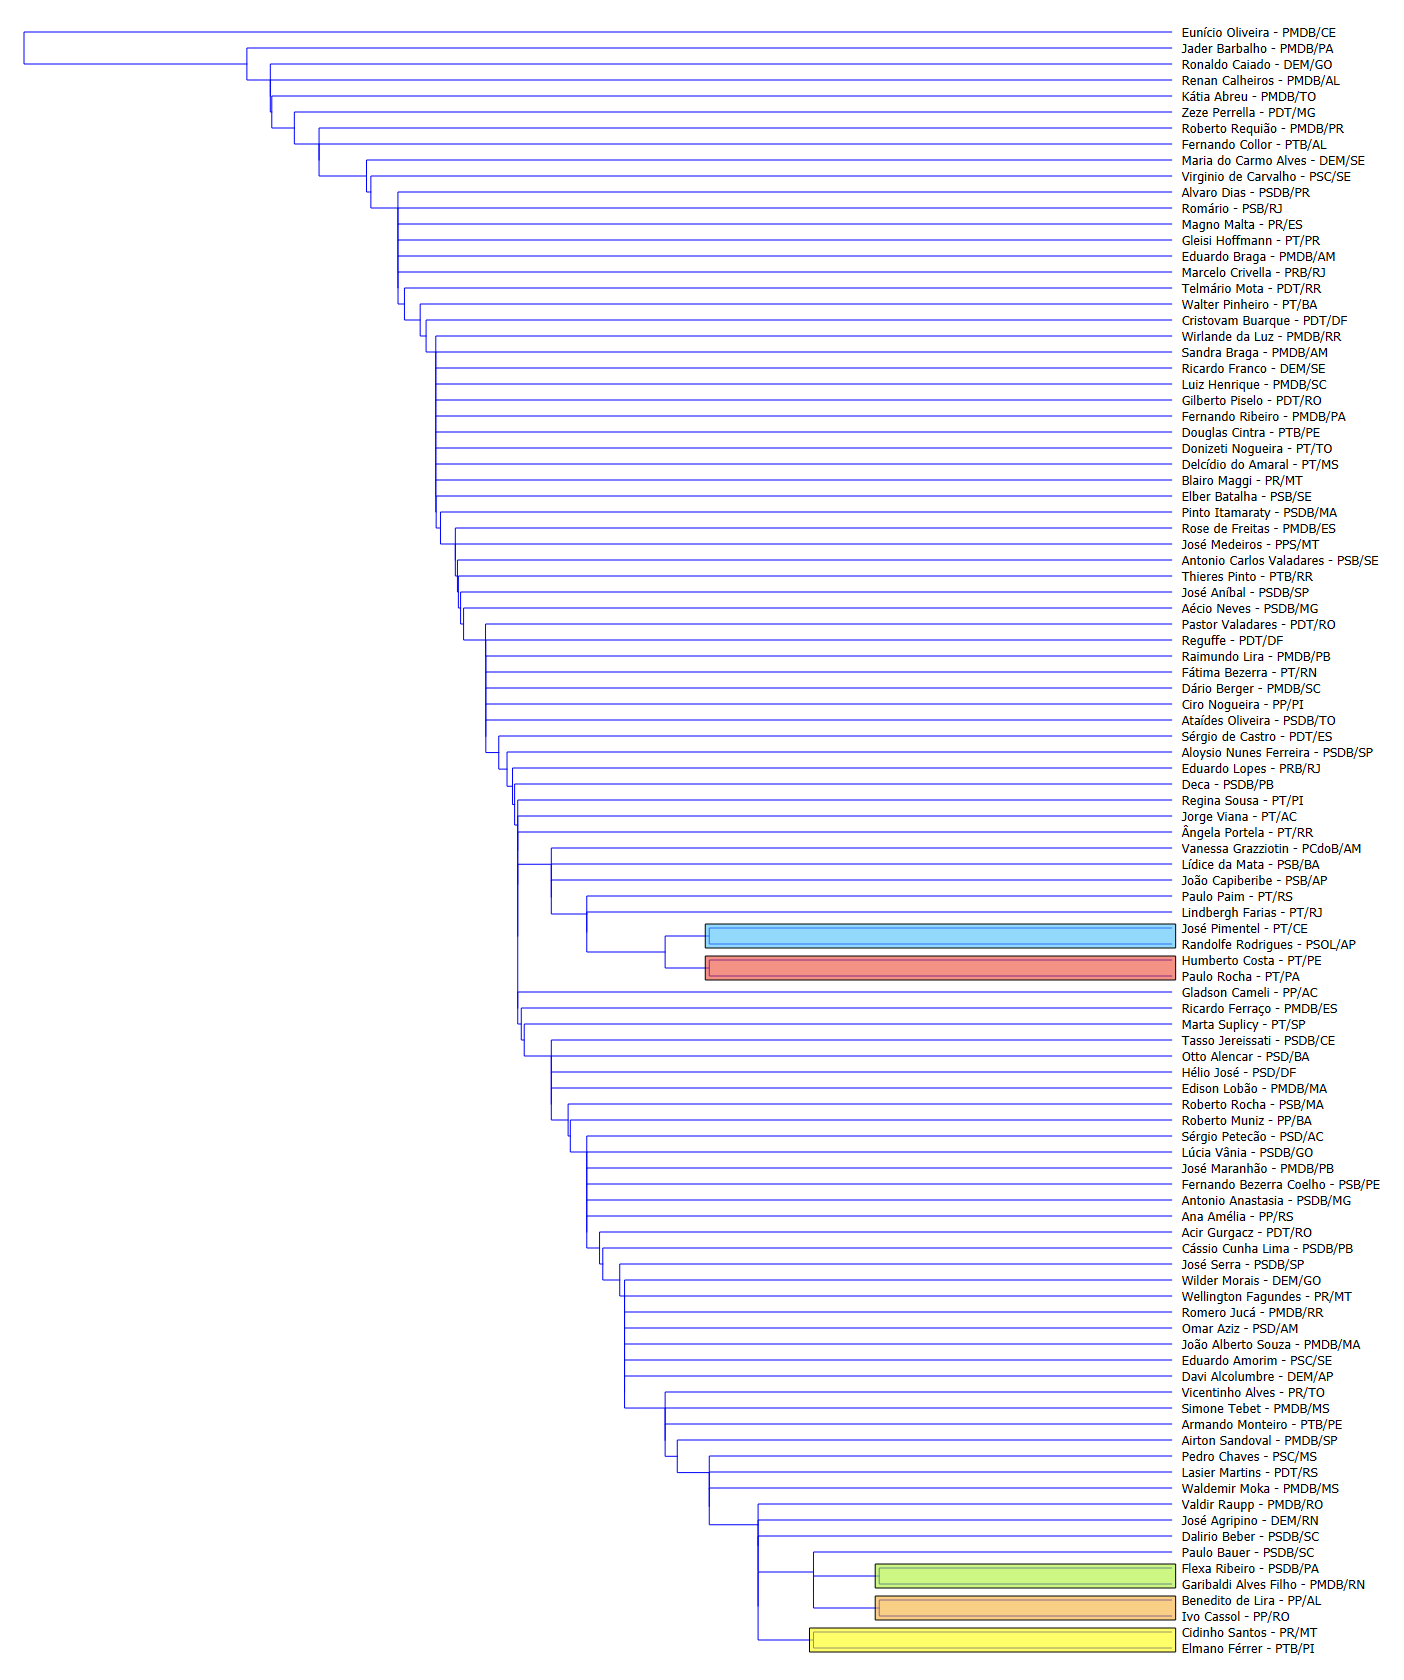 Eunício Oliveira - PMDB/CE
Jader Barbalho - PMDB/PA
Ronaldo Caiado - DEM/GO
Renan Calheiros - PMDB/AL
Kátia Abreu - PMDB/TO
Zeze Perrella - PDT/MG
Roberto Requião - PMDB/PR
Fernando Collor - PTB/AL
Maria do Carmo Alves - DEM/SE
Virginio de Carvalho - PSC/SE
Alvaro Dias - PSDB/PR
Romário - PSB/RJ
Magno Malta - PR/ES
Gleisi Hoffmann - PT/PR
Eduardo Braga - PMDB/AM
Marcelo Crivella - PRB/RJ
Telmário Mota - PDT/RR
Walter Pinheiro - PT/BA
Cristovam Buarque - PDT/DF
Wirlande da Luz - PMDB/RR
Sandra Braga - PMDB/AM
Ricardo Franco - DEM/SE
Luiz Henrique - PMDB/SC
Gilberto Piselo - PDT/RO
Fernando Ribeiro - PMDB/PA
Douglas Cintra - PTB/PE
Donizeti Nogueira - PT/TO
Delcídio do Amaral - PT/MS
Blairo Maggi - PR/MT
Elber Batalha - PSB/SE
Pinto Itamaraty - PSDB/MA
Rose de Freitas - PMDB/ES
José Medeiros - PPS/MT
Antonio Carlos Valadares - PSB/SE
Thieres Pinto - PTB/RR
José Aníbal - PSDB/SP
Aécio Neves - PSDB/MG
Pastor Valadares - PDT/RO
Reguffe - PDT/DF
Raimundo Lira - PMDB/PB
Fátima Bezerra - PT/RN
Dário Berger - PMDB/SC
Ciro Nogueira - PP/PI
Ataídes Oliveira - PSDB/TO
Sérgio de Castro - PDT/ES
Aloysio Nunes Ferreira - PSDB/SP
Eduardo Lopes - PRB/RJ
Deca - PSDB/PB
Regina Sousa - PT/PI
Jorge Viana - PT/AC
Ângela Portela - PT/RR
Vanessa Grazziotin - PCdoB/AM
Lídice da Mata - PSB/BA
João Capiberibe - PSB/AP
Paulo Paim - PT/RS
Lindbergh Farias - PT/RJ
José Pimentel - PT/CE
Randolfe Rodrigues - PSOL/AP
Humberto Costa - PT/PE
Paulo Rocha - PT/PA
Gladson Cameli - PP/AC
Ricardo Ferraço - PMDB/ES
Marta Suplicy - PT/SP
Tasso Jereissati - PSDB/CE
Otto Alencar - PSD/BA
Hélio José - PSD/DF
Edison Lobão - PMDB/MA
Roberto Rocha - PSB/MA
Roberto Muniz - PP/BA
Sérgio Petecão - PSD/AC
Lúcia Vânia - PSDB/GO
José Maranhão - PMDB/PB
Fernando Bezerra Coelho - PSB/PE
Antonio Anastasia - PSDB/MG
Ana Amélia - PP/RS
Acir Gurgacz - PDT/RO
Cássio Cunha Lima - PSDB/PB
José Serra - PSDB/SP
Wilder Morais - DEM/GO
Wellington Fagundes - PR/MT
Romero Jucá - PMDB/RR
Omar Aziz - PSD/AM
João Alberto Souza - PMDB/MA
Eduardo Amorim - PSC/SE
Davi Alcolumbre - DEM/AP
Vicentinho Alves - PR/TO
Simone Tebet - PMDB/MS
Armando Monteiro - PTB/PE
Airton Sandoval - PMDB/SP
Pedro Chaves - PSC/MS
Lasier Martins - PDT/RS
Waldemir Moka - PMDB/MS
Valdir Raupp - PMDB/RO
José Agripino - DEM/RN
Dalirio Beber - PSDB/SC
Paulo Bauer - PSDB/SC
Flexa Ribeiro - PSDB/PA
Garibaldi Alves Filho - PMDB/RN
Benedito de Lira - PP/AL
Ivo Cassol - PP/RO
Cidinho Santos - PR/MT
Elmano Férrer - PTB/PI